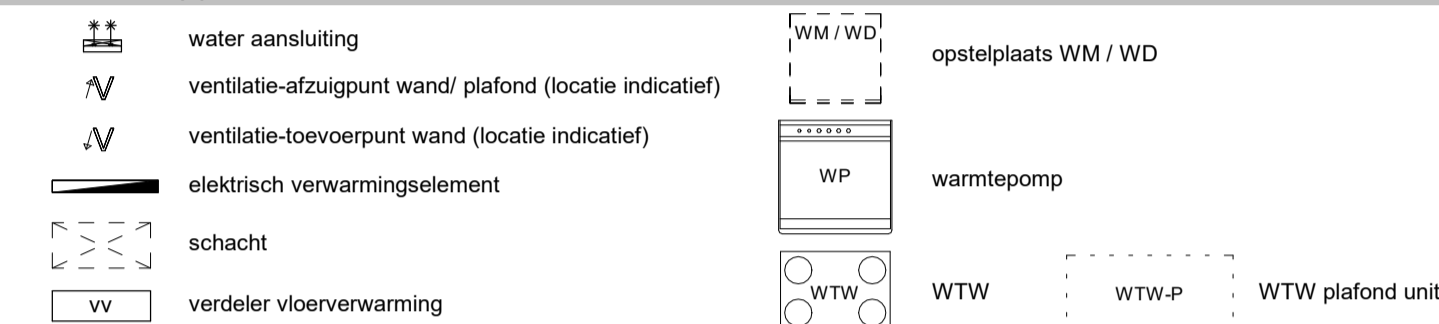 water aansluiting
ventilatie-afzuigpunt wand/ plafond (locatie indicatief)
ventilatie-toevoerpunt wand (locatie indicatief)
elektrisch verwarmingselement
schacht
VV verdeler vloerverwarming
WM / WD opstelplaats WM / WD
WP warmtepomp
WTW WTW WTW-P WTW plafond unit